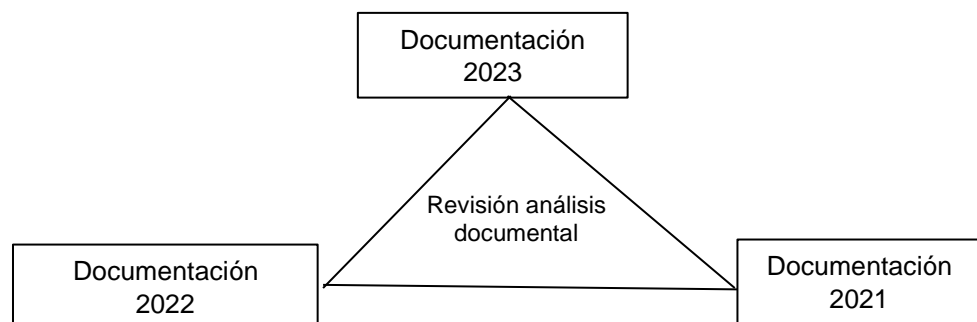 Documentación
2023
Revisión análisis
documental
Documentación
2022
Documentación
2021